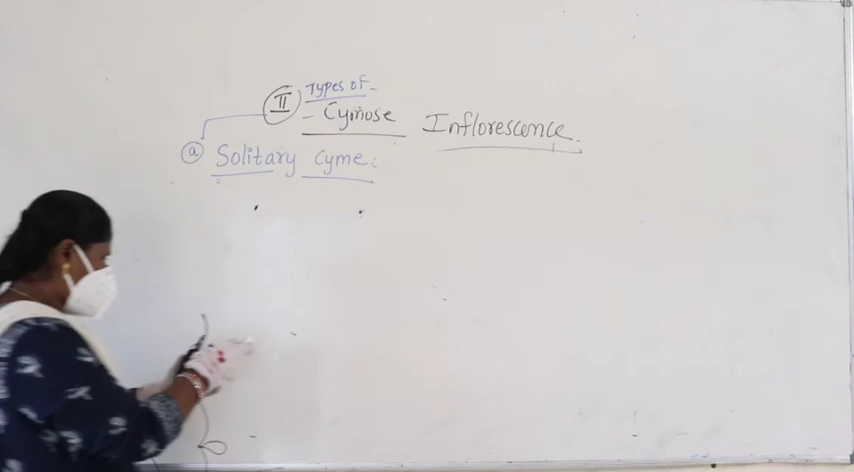 II Types of -
- Cymose Inflorescence.
a Solitary Cyme: